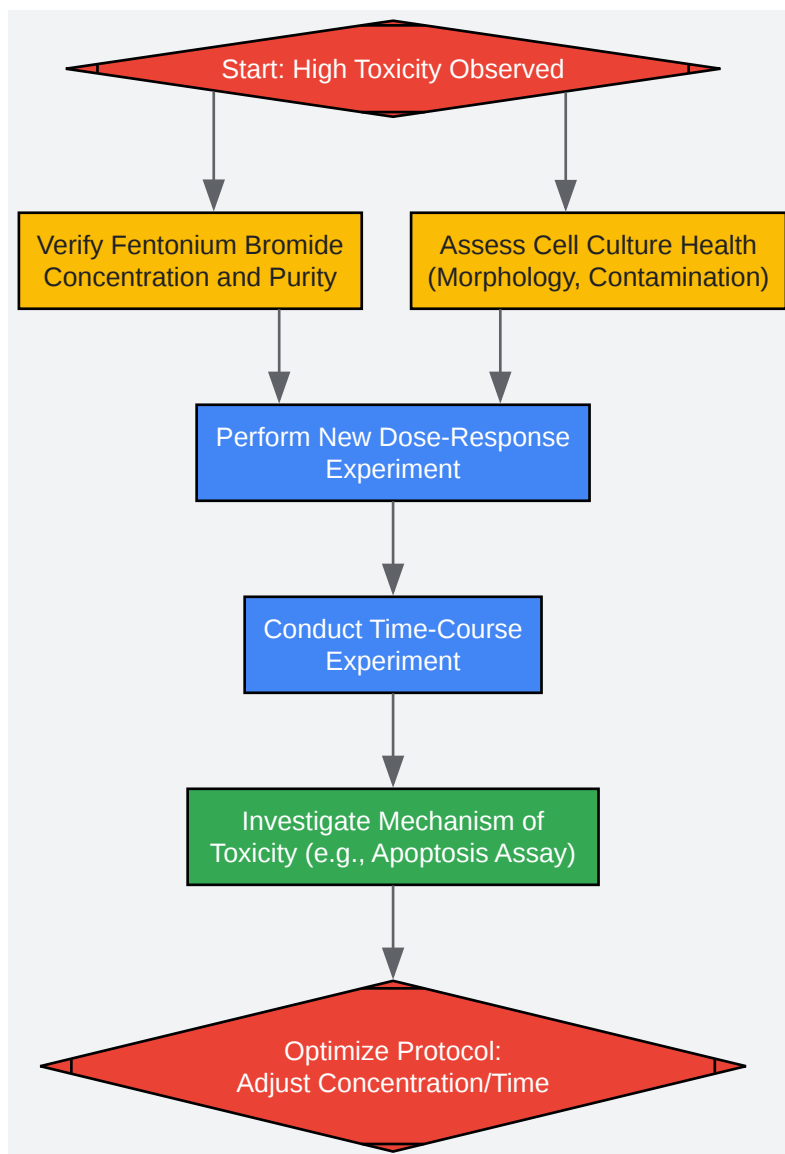 Start: High Toxicity Observed
Verify Fentonium Bromide
Concentration and Purity
Assess Cell Culture Health
(Morphology, Contamination)
Perform New Dose-Response
Experiment
Conduct Time-Course
Experiment
Investigate Mechanism of
Toxicity (e.g., Apoptosis Assay)
Optimize Protocol:
Adjust Concentration/Time